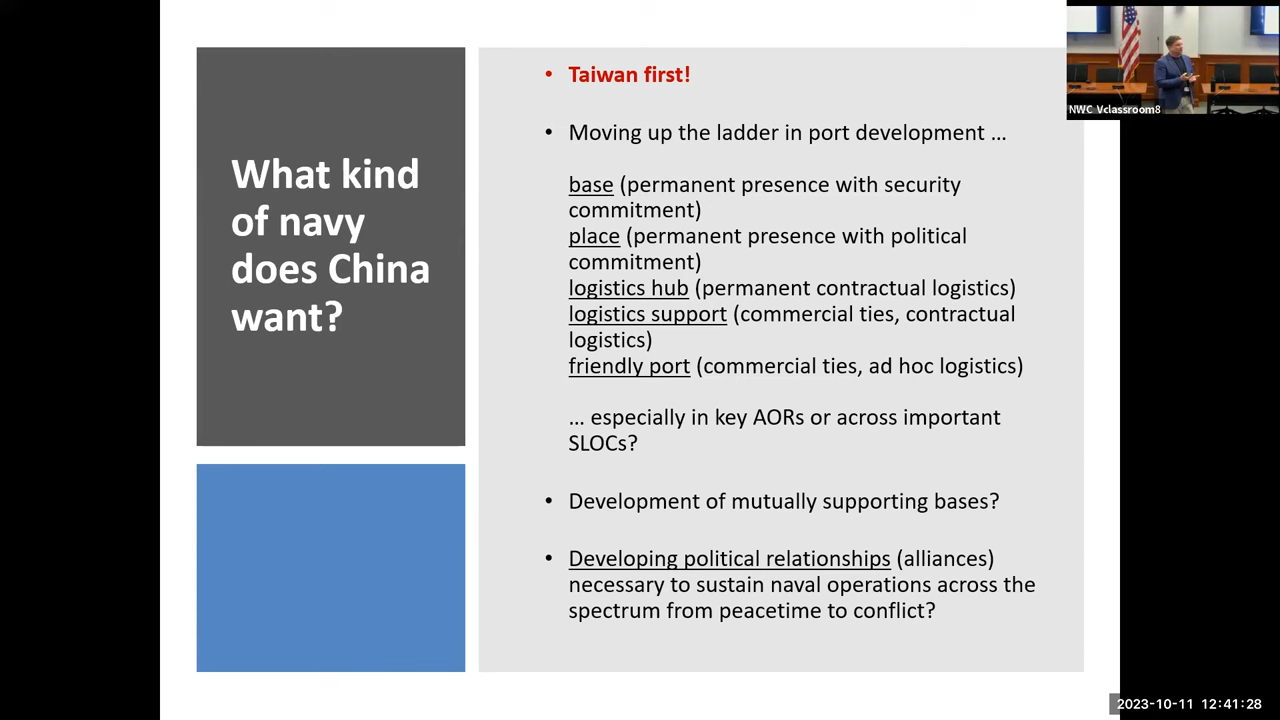 What kind
of navy
does China
want?
• Taiwan first!
• Moving up the ladder in port development ...
base (permanent presence with security
commitment)
place (permanent presence with political
commitment)
logistics hub (permanent contractual logistics)
logistics support (commercial ties, contractual
logistics)
friendly port (commercial ties, ad hoc logistics)
... especially in key AORs or across important
SLOCs?
• Development of mutually supporting bases?
• Developing political relationships (alliances)
necessary to sustain naval operations across the
spectrum from peacetime to conflict?
NWC Vclassroom8
2023-10-11 12:41:28